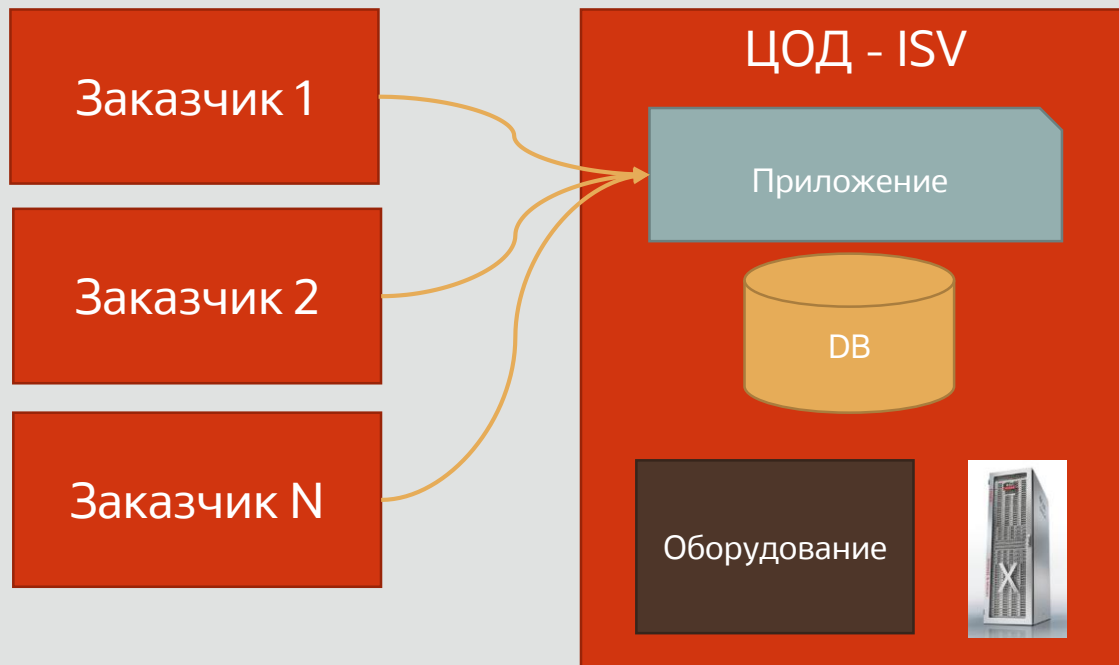 Заказчик 1
Заказчик 2
Заказчик N
ЦОД - ISV
Приложение
DB
Оборудование
X